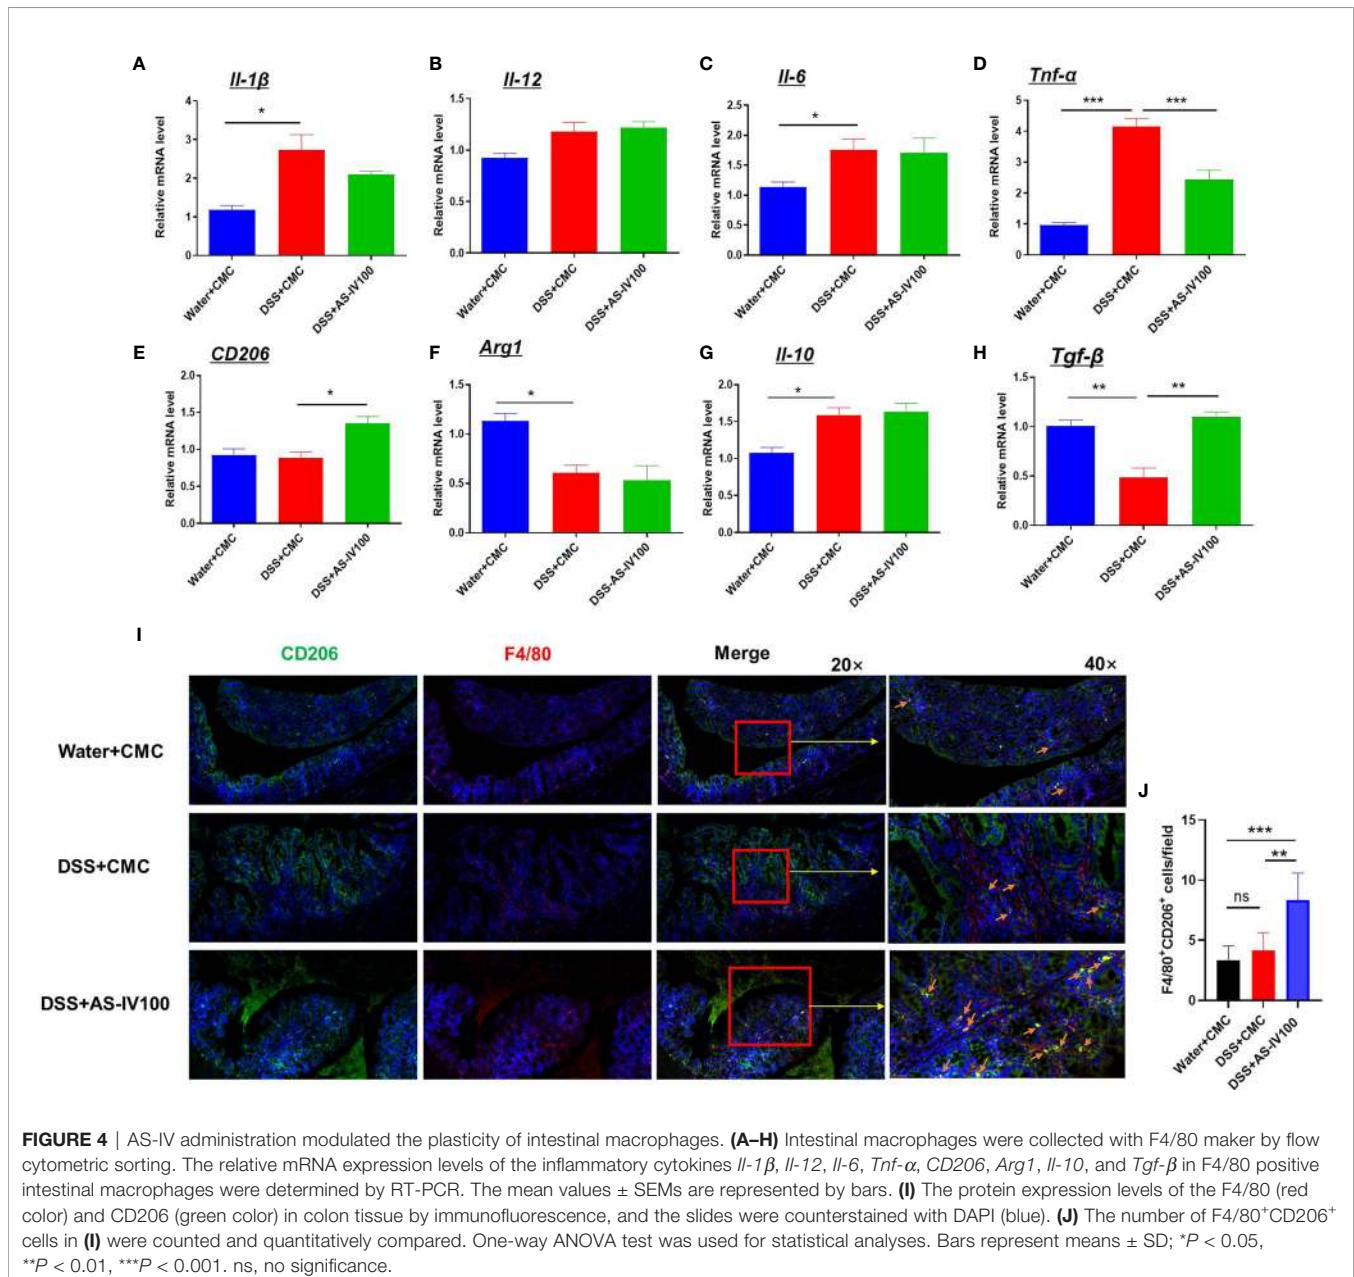 A
Il-1β
Relative mRNA level
4
3
2
1
0
*
Water+CMC
DSS+CMC
DSS+AS-IV100
B
Il-12
Relative mRNA level
1.5
1.0
0.5
0.0
Water+CMC
DSS+CMC
DSS+AS-IV100
C
Il-6
Relative mRNA level
2.5
2.0
1.5
1.0
0.5
0.0
*
Water+CMC
DSS+CMC
DSS+AS-IV100
D
Tnf-α
Relative mRNA level
5
4
3
2
1
0
***
***
Water+CMC
DSS+CMC
DSS+AS-IV100
E
CD206
Relative mRNA level
2.0
1.5
1.0
0.5
0.0
*
Water+CMC
DSS+CMC
DSS+AS-IV100
F
Arg1
Relative mRNA level
1.5
1.0
0.5
0.0
*
Water+CMC
DSS+CMC
DSS-AS-IV100
G
Il-10
Relative mRNA level
2.0
1.5
1.0
0.5
0.0
*
Water+CMC
DSS+CMC
DSS+AS-IV100
H
Tgf-β
Relative mRNA level
1.5
1.0
0.5
0.0
**
**
Water+CMC
DSS+CMC
DSS+AS-IV100
I
CD206
F4/80
Merge
20×
40×
Water+CMC
DSS+CMC
DSS+AS-IV100
J
F4/80⁺CD206⁺ cells/field
15
10
5
0
***
**
ns
Water+CMC
DSS+CMC
DSS+AS-IV100
FIGURE 4 | AS-IV administration modulated the plasticity of intestinal macrophages. (A–H) Intestinal macrophages were collected with F4/80 maker by flow
cytometric sorting. The relative mRNA expression levels of the inflammatory cytokines Il-1β, Il-12, Il-6, Tnf-α, CD206, Arg1, Il-10, and Tgf-β in F4/80 positive
intestinal macrophages were determined by RT-PCR. The mean values ± SEMs are represented by bars. (I) The protein expression levels of the F4/80 (red
color) and CD206 (green color) in colon tissue by immunofluorescence, and the slides were counterstained with DAPI (blue). (J) The number of F4/80⁺CD206⁺
cells in (I) were counted and quantitatively compared. One-way ANOVA test was used for statistical analyses. Bars represent means ± SD; *P < 0.05,
**P < 0.01, ***P < 0.001. ns, no significance.